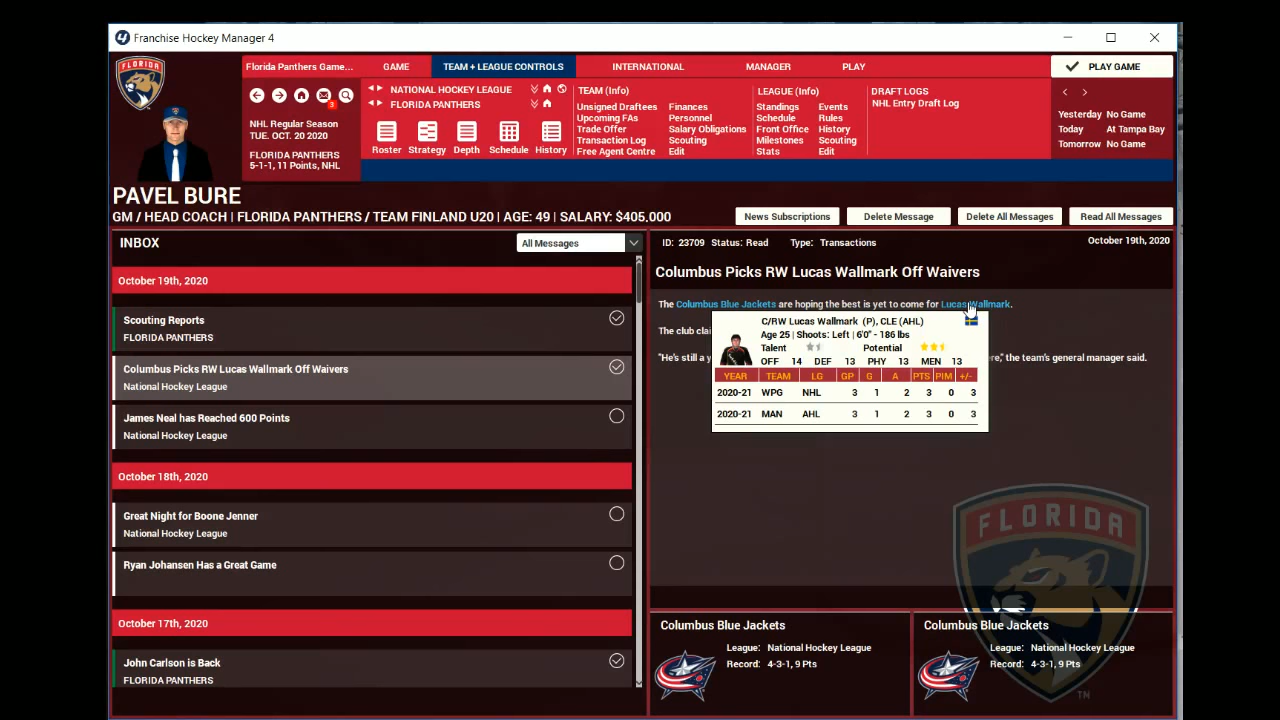 Franchise Hockey Manager 4
FLORIDA
Florida Panthers Game...
GAME
TEAM + LEAGUE CONTROLS
INTERNATIONAL
MANAGER
PLAY
PLAY GAME
3
NHL Regular Season
TUE. OCT. 20 2020
FLORIDA PANTHERS
5-1-1, 11 Points, NHL
NATIONAL HOCKEY LEAGUE
FLORIDA PANTHERS
Roster Strategy Depth Schedule History
TEAM (Info)
Unsigned Draftees Finances
Upcoming FAs Personnel
Trade Offer Salary Obligations
Transaction Log Scouting
Free Agent Centre Edit
LEAGUE (Info)
Standings Events
Schedule Rules
Front Office History
Milestones Scouting
Stats Edit
DRAFT LOGS
NHL Entry Draft Log
Yesterday No Game
Today At Tampa Bay
Tomorrow No Game
PAVEL BURE
GM / HEAD COACH | FLORIDA PANTHERS / TEAM FINLAND U20 | AGE: 49 | SALARY: $405,000
News Subscriptions Delete Message Delete All Messages Read All Messages
INBOX
All Messages
October 19th, 2020
Scouting Reports
FLORIDA PANTHERS
Columbus Picks RW Lucas Wallmark Off Waivers
National Hockey League
James Neal has Reached 600 Points
National Hockey League
October 18th, 2020
Great Night for Boone Jenner
National Hockey League
Ryan Johansen Has a Great Game
October 17th, 2020
John Carlson is Back
FLORIDA PANTHERS
ID: 23709 Status: Read Type: Transactions
October 19th, 2020
Columbus Picks RW Lucas Wallmark Off Waivers
The Columbus Blue Jackets are hoping the best is yet to come for Lucas Wallmark.
The club clai
"He's still a y
ere," the team's general manager said.
C/RW Lucas Wallmark (P), CLE (AHL)
Age 25 | Shoots: Left | 6'0" - 186 lbs
Talent Potential
OFF 14 DEF 13 PHY 13 MEN 13
YEAR TEAM LG GP G A PTS PIM +/-
2020-21 WPG NHL 3 1 2 3 0 3
2020-21 MAN AHL 3 1 2 3 0 3
FLORIDA
TM
Columbus Blue Jackets
League: National Hockey League
Record: 4-3-1, 9 Pts
Columbus Blue Jackets
League: National Hockey League
Record: 4-3-1, 9 Pts